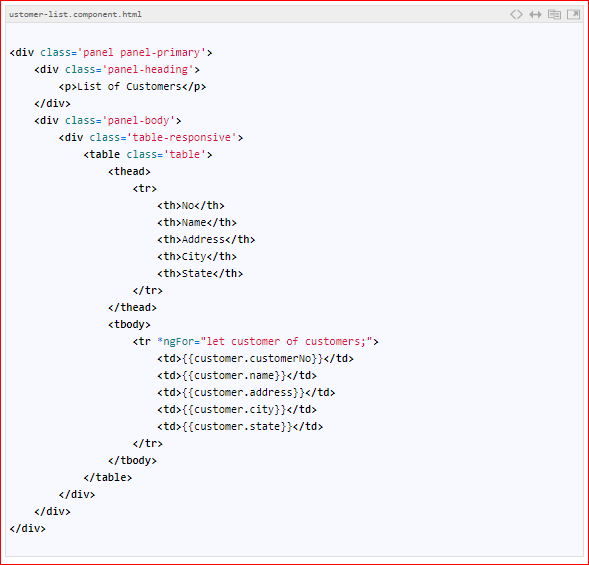 ustomer-list.component.html
<div class='panel panel-primary'>
    <div class='panel-heading'>
        <p>List of Customers</p>
    </div>
    <div class='panel-body'>
        <div class='table-responsive'>
            <table class='table'>
                <thead>
                    <tr>
                        <th>No</th>
                        <th>Name</th>
                        <th>Address</th>
                        <th>City</th>
                        <th>State</th>
                    </tr>
                </thead>
                <tbody>
                    <tr *ngFor="let customer of customers;">
                        <td>{{customer.customerNo}}</td>
                        <td>{{customer.name}}</td>
                        <td>{{customer.address}}</td>
                        <td>{{customer.city}}</td>
                        <td>{{customer.state}}</td>
                    </tr>
                </tbody>
            </table>
        </div>
    </div>
</div>